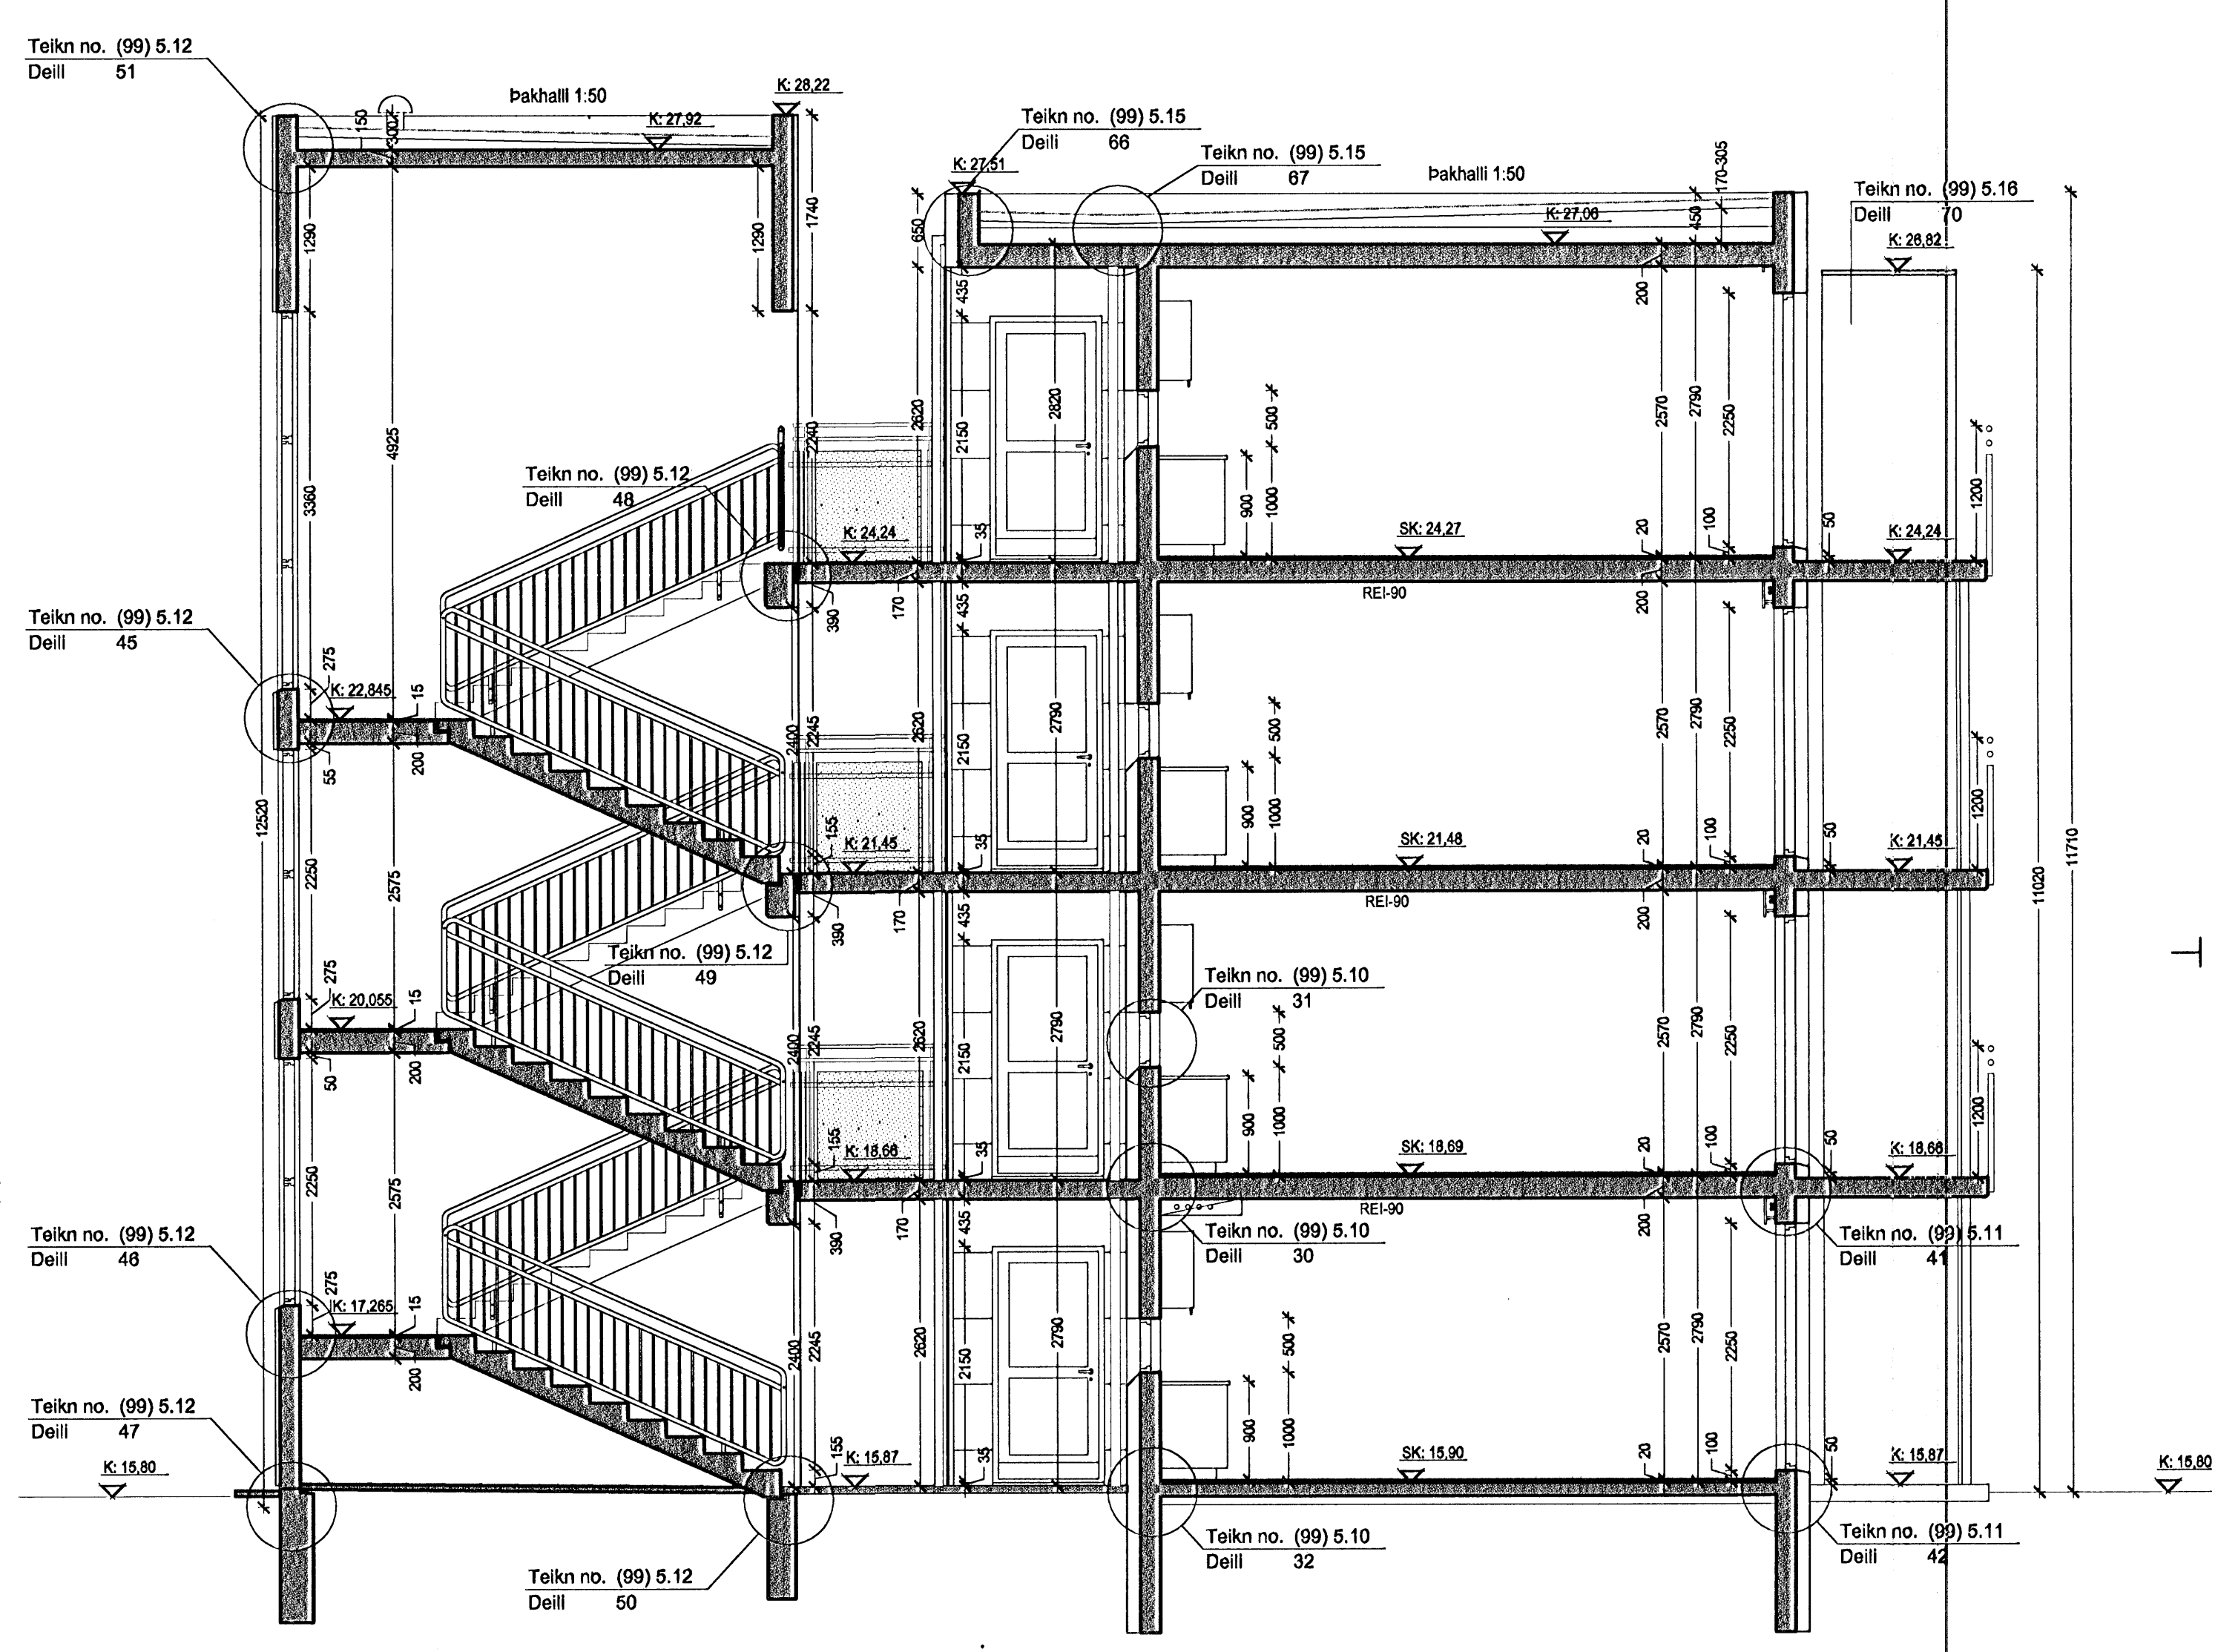 Teikn no. (99) 5.12
Deill 51
Þakhalli 1:50
K: 28,22
K: 27,92
150
300
1290
1290
1740
Teikn no. (99) 5.15
Deill 66
K: 27,51
Teikn no. (99) 5.15
Deill 67
Þakhalli 1:50
170-305
450
K: 27,06
Teikn no. (99) 5.16
Deill 70
K: 26,82
650
435
200
4925
3360
2240
2620
2150
2820
500
900
1000
2570
2790
2250
1200
Teikn no. (99) 5.12
Deill 48
K: 24,24
35
SK: 24,27
20
100
50
K: 24,24
REI-90
390
170
435
200
Teikn no. (99) 5.12
Deill 45
275
K: 22,845
15
55
200
12520
2400
2245
2620
2150
2790
500
900
1000
2570
2790
2250
1200
155
K: 21,45
35
SK: 21,48
20
100
50
K: 21,45
REI-90
2250
2575
390
170
435
200
11020
11710
Teikn no. (99) 5.12
Deill 49
Teikn no. (99) 5.10
Deill 31
275
K: 20,055
15
50
200
2400
2245
2620
2150
2790
500
900
1000
2570
2790
2250
1200
155
K: 18,66
35
SK: 18,69
20
100
50
K: 18,66
REI-90
2250
2575
390
170
435
200
Teikn no. (99) 5.12
Deill 46
Teikn no. (99) 5.10
Deill 30
Teikn no. (99) 5.11
Deill 41
275
K: 17,265
15
200
2400
2245
2620
2150
2790
500
900
1000
2570
2790
2250
Teikn no. (99) 5.12
Deill 47
K: 15,80
155
K: 15,87
35
SK: 15,90
20
100
50
K: 15,87
K: 15,80
Teikn no. (99) 5.12
Deill 50
Teikn no. (99) 5.10
Deill 32
Teikn no. (99) 5.11
Deill 42